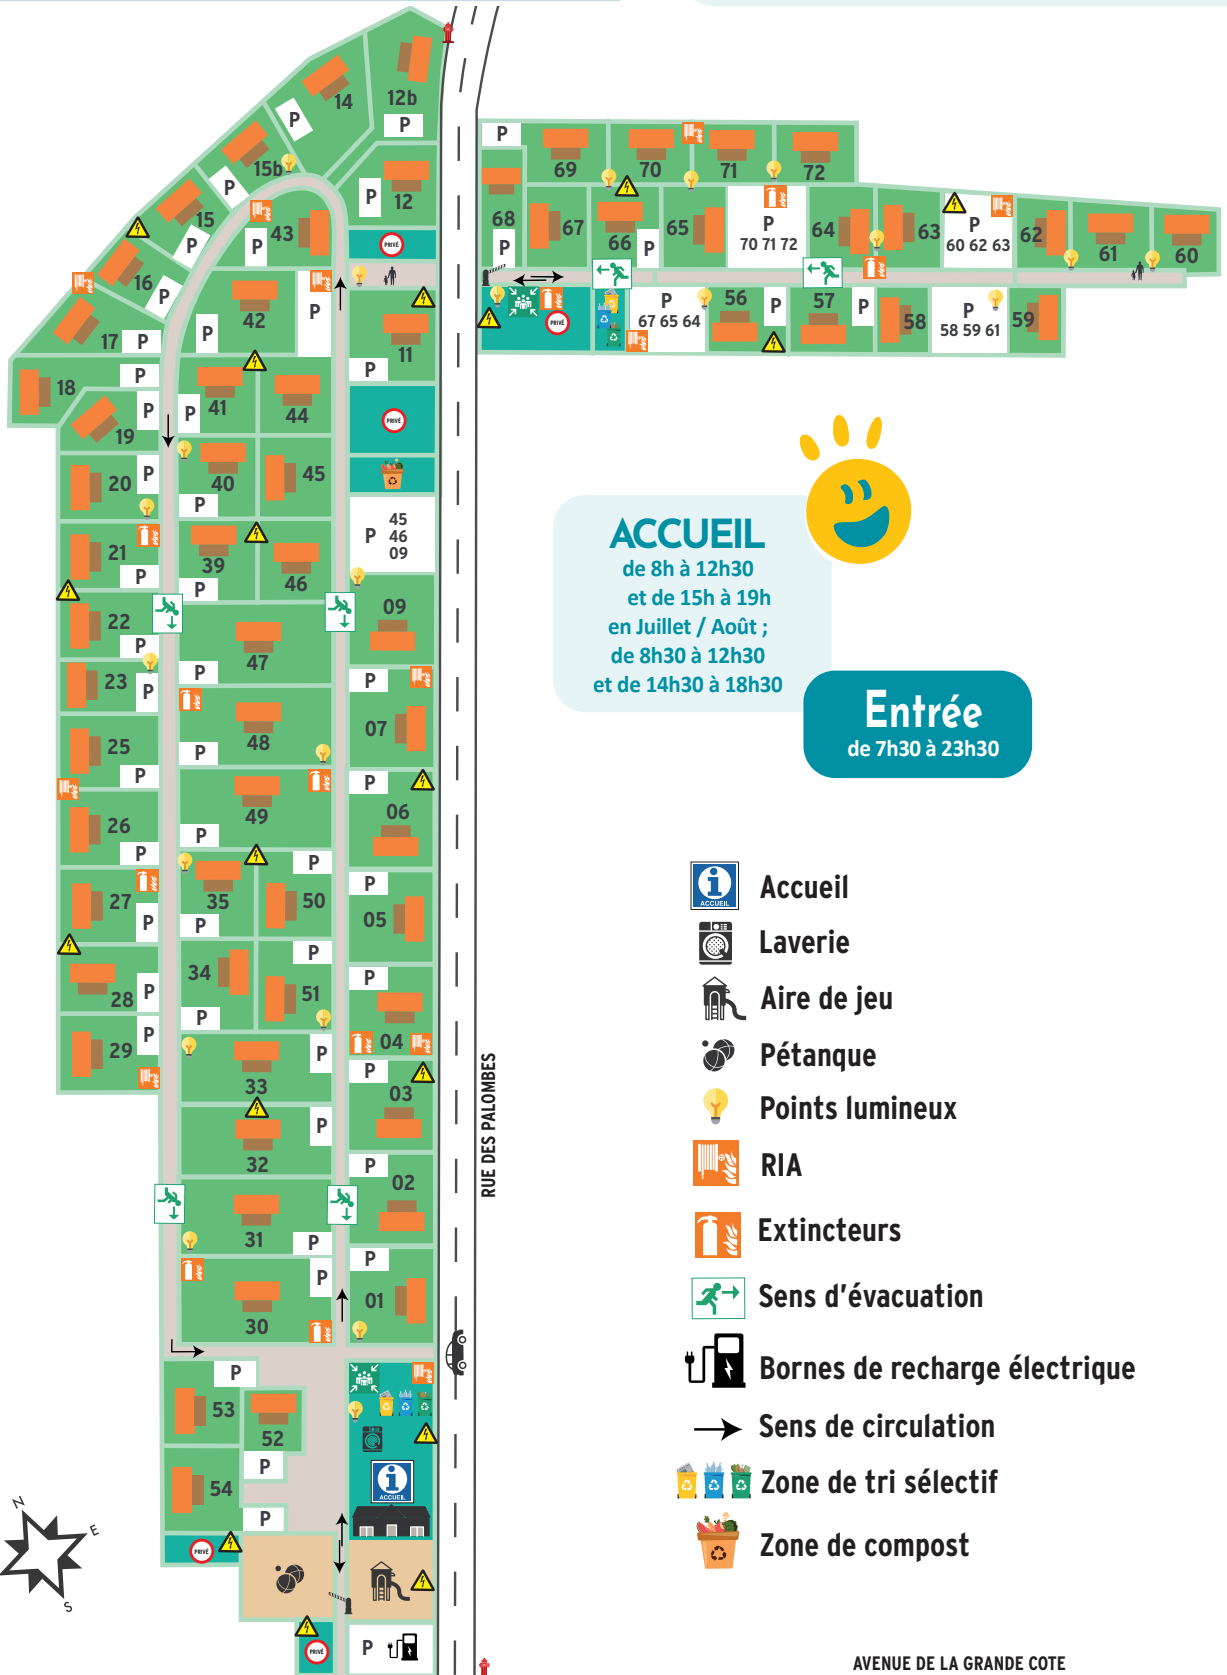 14
12b
P
P
15b
P
12
P
15
P
43
P
PRIVÉ
16
P
42
P
P
17
P
11
P
18
P
41
P
44
19
P
PRIVÉ
20
P
40
P
45
45
P 46
09
21
P
39
P
46
22
P
09
47
P
23
P
P
07
48
P
25
P
P
06
49
P
26
P
P
35
P
50
P
05
27
P
34
P
51
P
P
28
P
04
29
P
33
P
P
03
32
P
P
02
31
P
P
01
30
P
RUE DES PALOMBES
P
53
52
P
54
P
ACCUEIL
PRIVÉ
PRIVÉ
P
P
69
70
71
72
68
P
67
66
P
65
P
70 71 72
64
63
P
60 62 63
62
61
60
PRIVÉ
P
67 65 64
56
P
57
P
58
P
58 59 61
59
ACCUEIL
de 8h à 12h30
et de 15h à 19h
en Juillet / Août ;
de 8h30 à 12h30
et de 14h30 à 18h30
Entrée
de 7h30 à 23h30
ACCUEIL
Accueil
Laverie
Aire de jeu
Pétanque
Points lumineux
RIA
Extincteurs
Sens d'évacuation
Bornes de recharge électrique
Sens de circulation
Zone de tri sélectif
Zone de compost
N
E
S
AVENUE DE LA GRANDE COTE